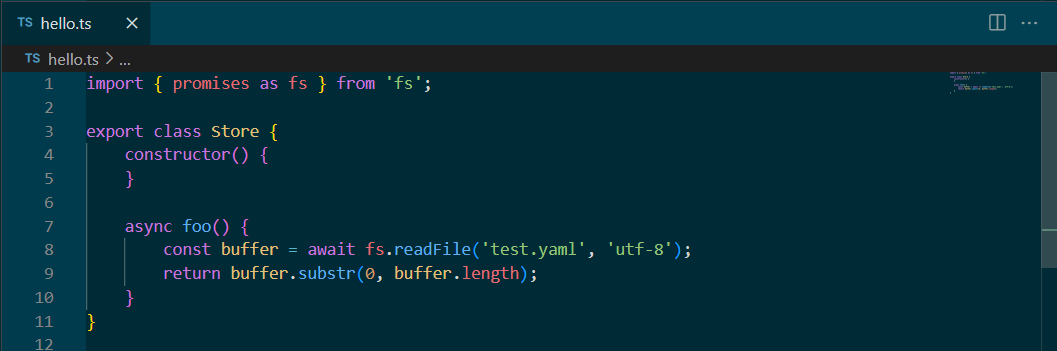 TS hello.ts ×
TS hello.ts > ...
1 import { promises as fs } from 'fs';
2
3 export class Store {
4     constructor() {
5     }
6
7     async foo() {
8         const buffer = await fs.readFile('test.yaml', 'utf-8');
9         return buffer.substr(0, buffer.length);
10     }
11 }
12